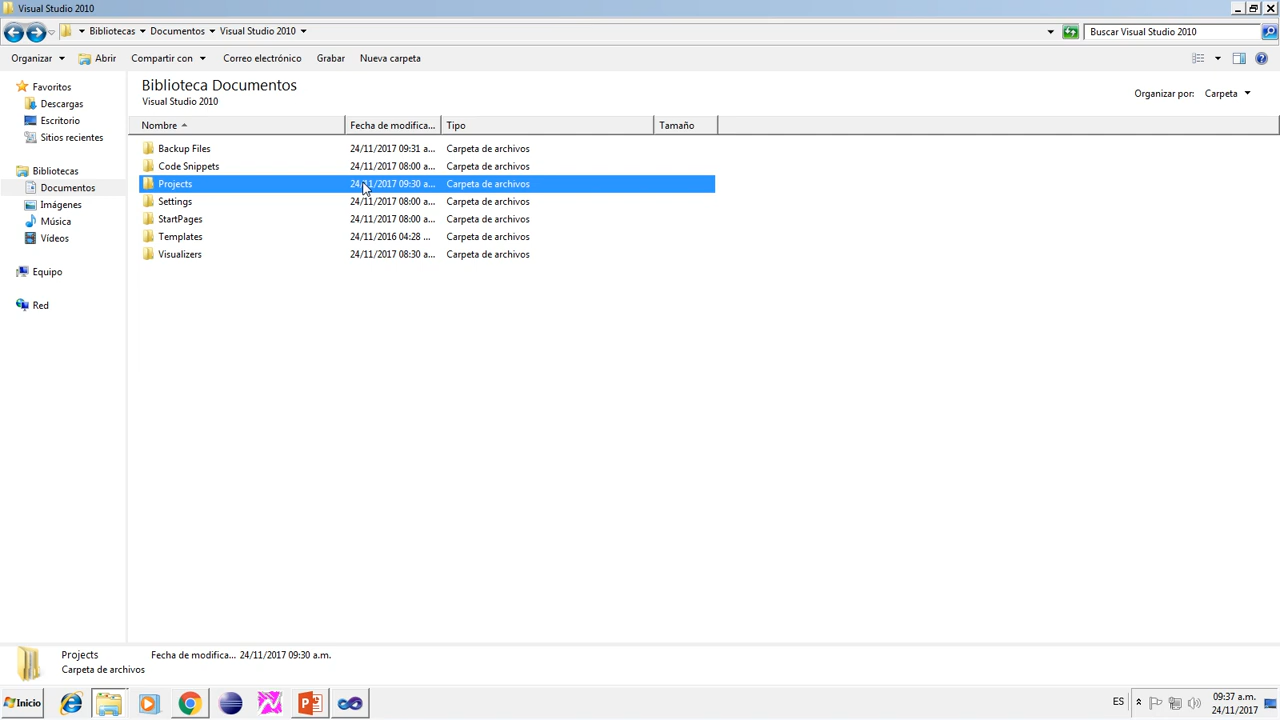 Visual Studio 2010
Bibliotecas Documentos Visual Studio 2010
Buscar Visual Studio 2010
Organizar Abrir Compartir con Correo electrónico Grabar Nueva carpeta
Favoritos
Descargas
Escritorio
Sitios recientes
Bibliotecas
Documentos
Imágenes
Música
Vídeos
Equipo
Red
Biblioteca Documentos
Visual Studio 2010
Organizar por: Carpeta
Nombre Fecha de modifica... Tipo Tamaño
Backup Files 24/11/2017 09:31 a... Carpeta de archivos
Code Snippets 24/11/2017 08:00 a... Carpeta de archivos
Projects 24/11/2017 09:30 a... Carpeta de archivos
Settings 24/11/2017 08:00 a... Carpeta de archivos
StartPages 24/11/2017 08:00 a... Carpeta de archivos
Templates 24/11/2016 04:28 ... Carpeta de archivos
Visualizers 24/11/2017 08:30 a... Carpeta de archivos
Projects Fecha de modifica... 24/11/2017 09:30 a.m.
Carpeta de archivos
Inicio
ES
09:37 a.m.
24/11/2017